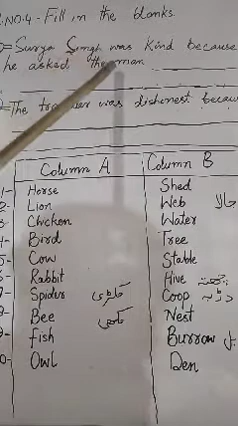 .NO.4 - Fill in the blanks.
= Surya Singh was kind because
he asked the man
= The trader was dishonest becau
Column A Column B
1- Horse Shed
2- Lion Web جالا
3- Chicken Water
4- Bird Tree
5- Cow Stable
6- Rabbit Hive
7- Spider Coop
8- Bee Nest
9- Fish Burrow
10- Owl Den